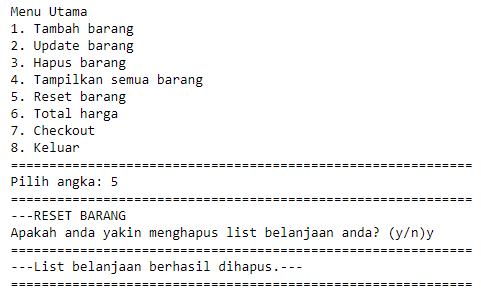 Menu Utama
1. Tambah barang
2. Update barang
3. Hapus barang
4. Tampilkan semua barang
5. Reset barang
6. Total harga
7. Checkout
8. Keluar
============================================================
Pilih angka: 5
============================================================
---RESET BARANG
Apakah anda yakin menghapus list belanjaan anda? (y/n)y
============================================================
---List belanjaan berhasil dihapus.---
============================================================